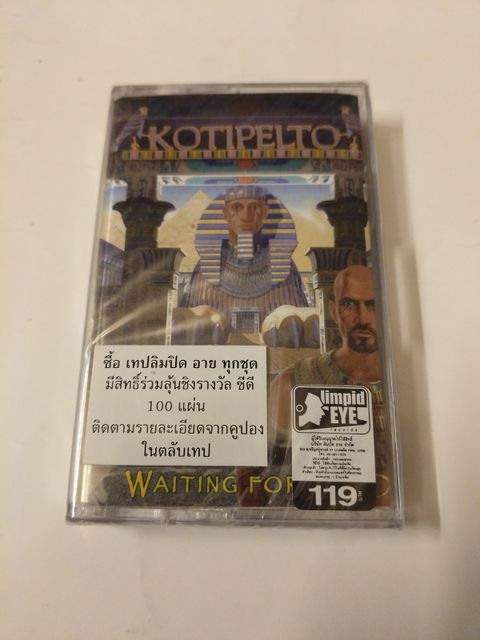 KOTIPELTO
ซื้อ เทปลิมปิด อาย ทุกชุด
มีสิทธิ์ร่วมลุ้นชิงรางวัล ซีดี
100 แผ่น
ติดตามรายละเอียดจากคูปอง
ในตลับเทป
limpid
EYE
records
WAITING FOR
119